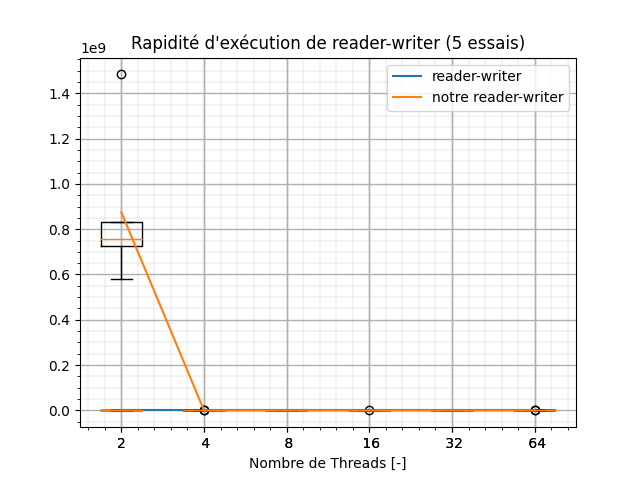 Rapidité d'exécution de reader-writer (5 essais)
1e9
reader-writer
notre reader-writer
1.4
1.2
1.0
0.8
0.6
0.4
0.2
0.0
2 4 8 16 32 64
Nombre de Threads [-]